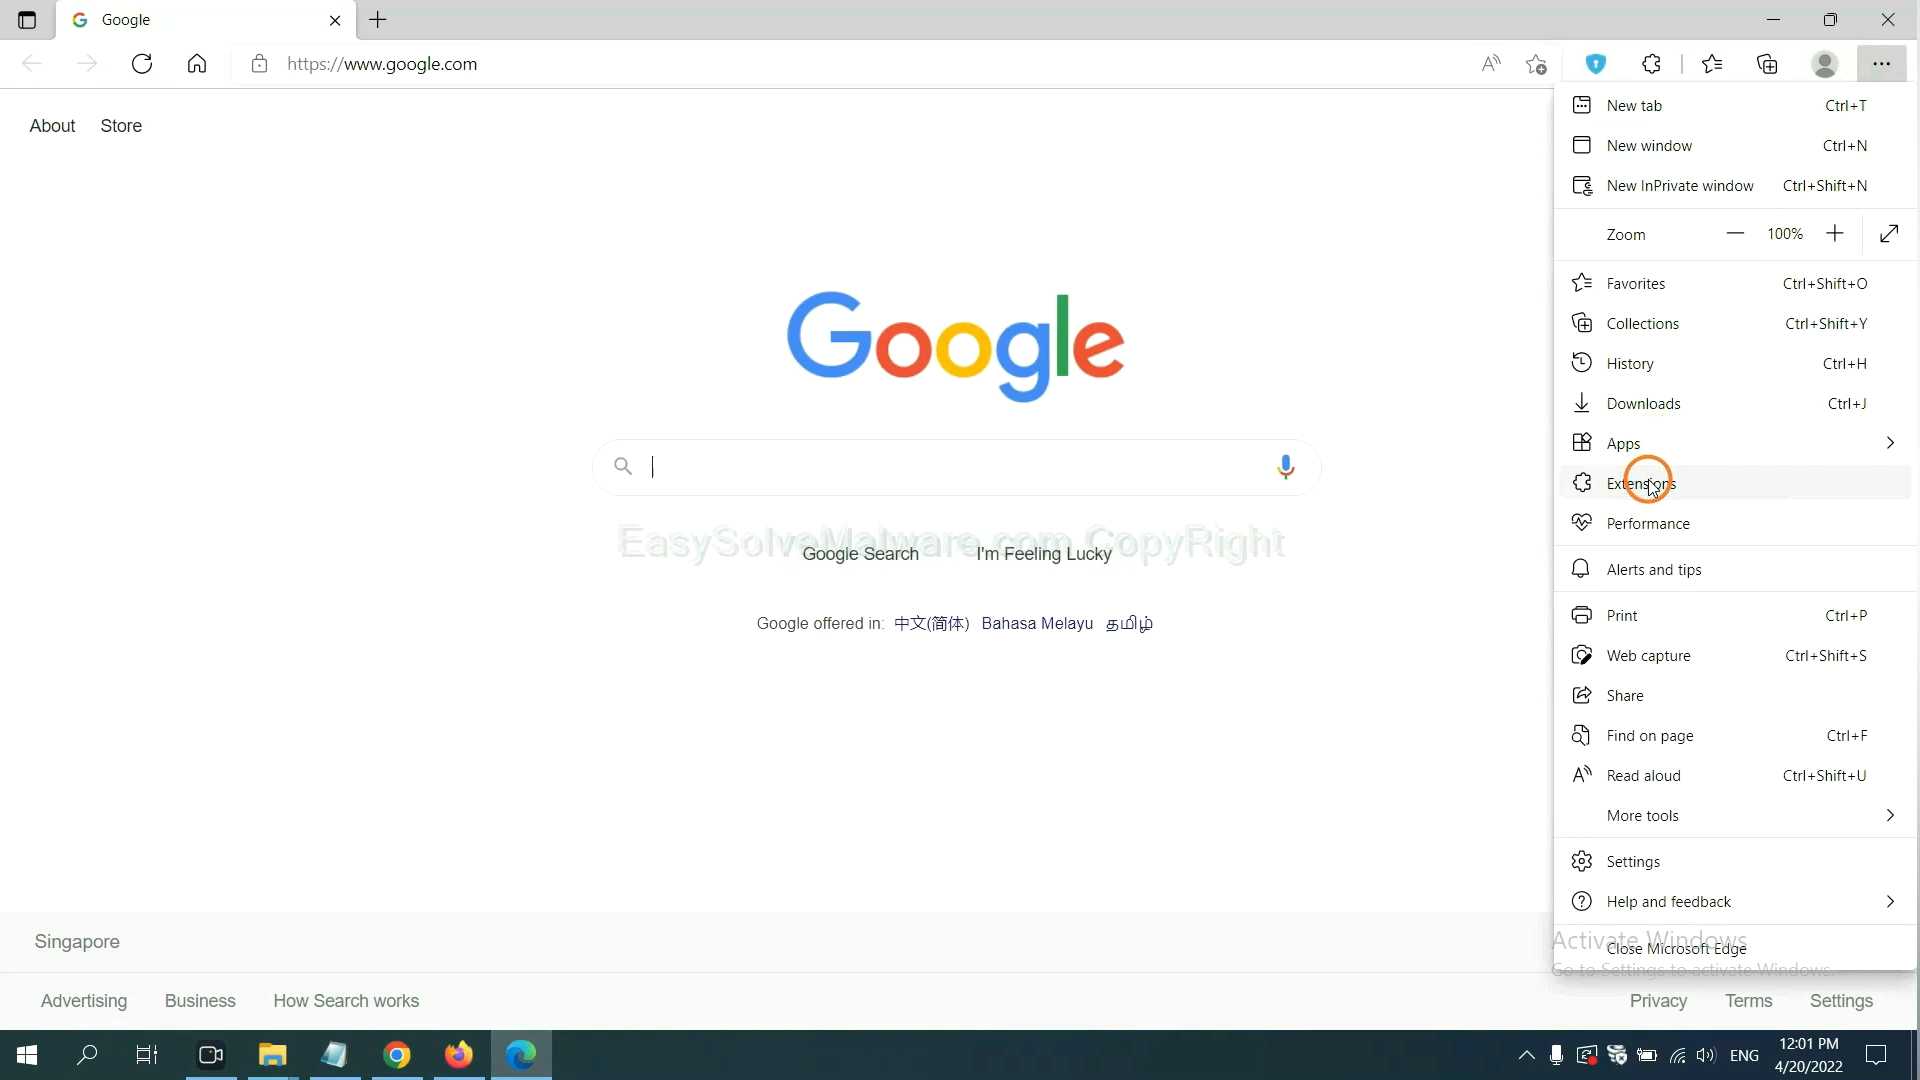 Google
https://www.google.com
About Store
New tab Ctrl+T
New window Ctrl+N
New InPrivate window Ctrl+Shift+N
Zoom 100%
Favorites Ctrl+Shift+O
Collections Ctrl+Shift+Y
History Ctrl+H
Downloads Ctrl+J
Apps
Extensions
Performance
Alerts and tips
Print Ctrl+P
Web capture Ctrl+Shift+S
Share
Find on page Ctrl+F
Read aloud Ctrl+Shift+U
More tools
Settings
Help and feedback
Close Microsoft Edge
Google
EasySolveMalware.com CopyRight
Google Search I'm Feeling Lucky
Google offered in: 中文(简体) Bahasa Melayu தமிழ்
Activate Windows
Go to Settings to activate Windows.
Singapore
Advertising Business How Search works
Privacy Terms Settings
ENG
12:01 PM
4/20/2022